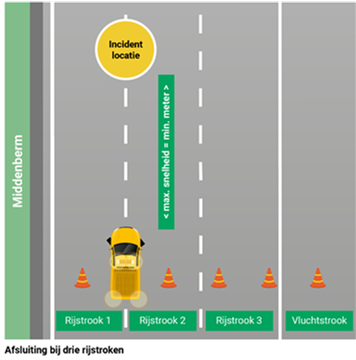 Incident
locatie
< max. snelheid = min. meter >
Middenberm
Rijstrook 1
Rijstrook 2
Rijstrook 3
Vluchtstrook
Afsluiting bij drie rijstroken